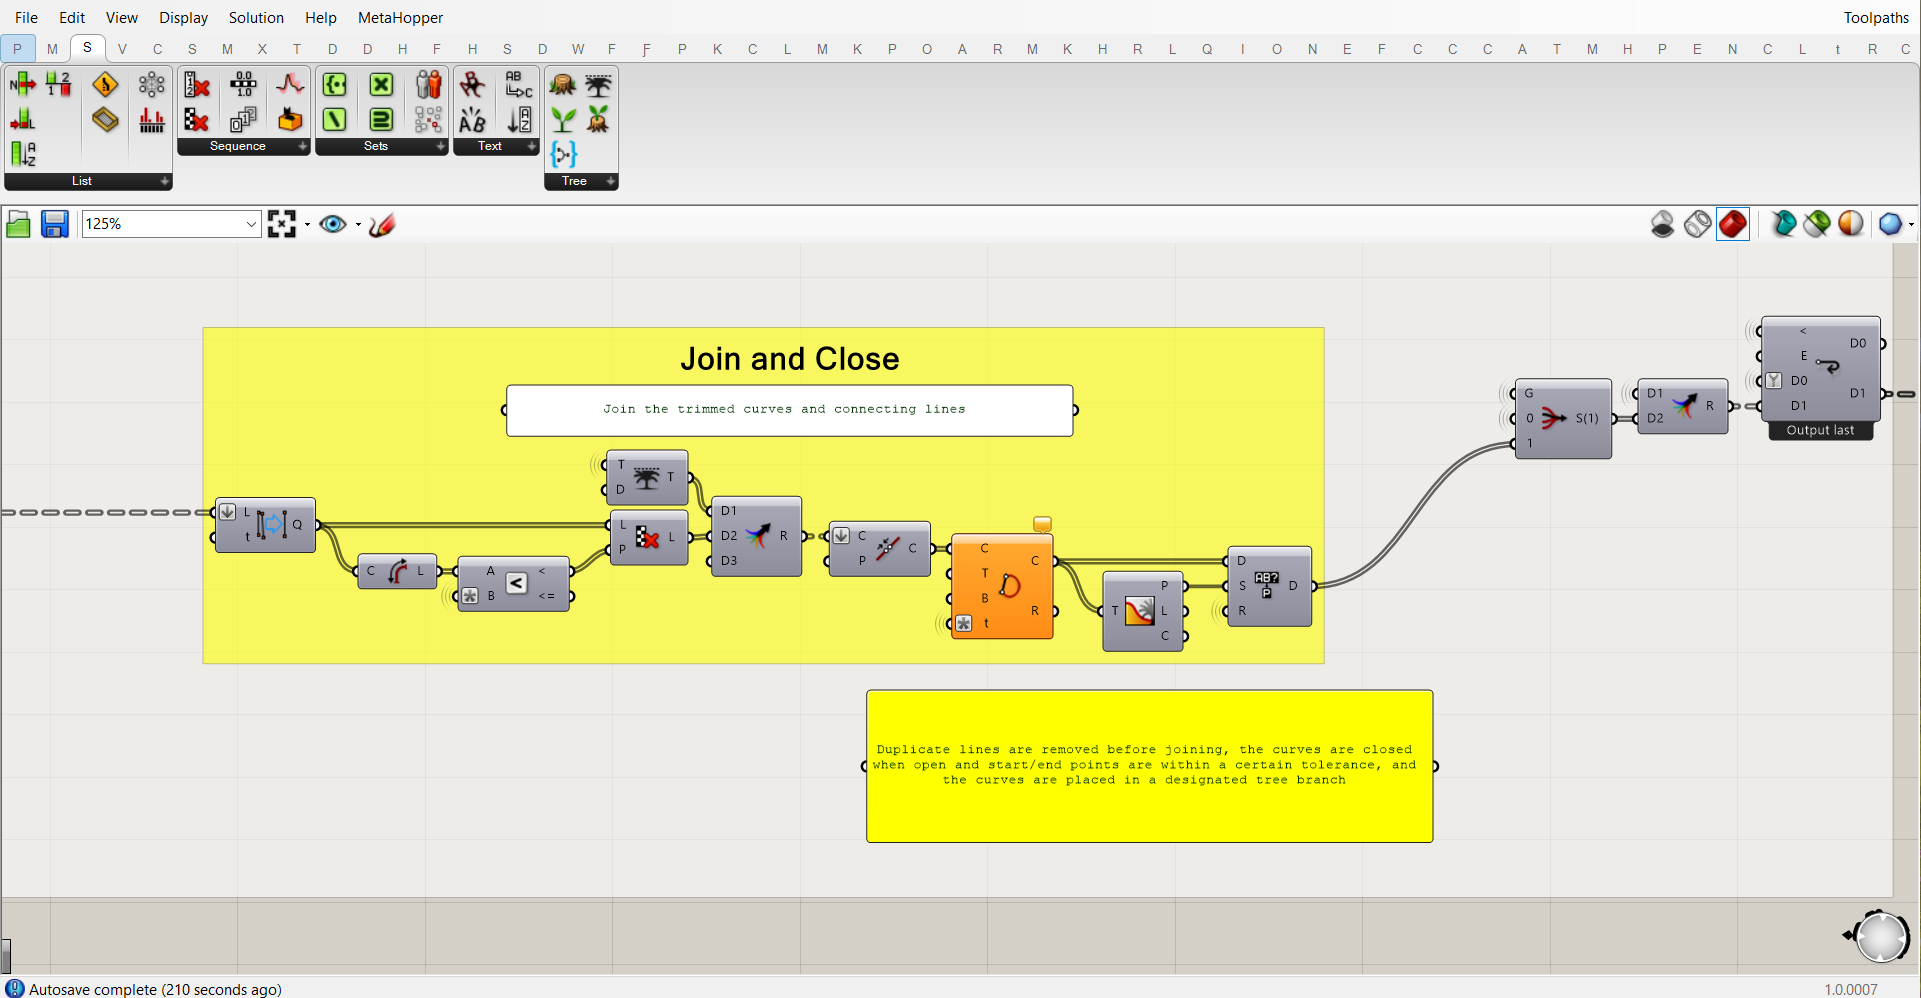 File Edit View Display Solution Help MetaHopper Toolpaths
P M S V C S M X T D D H F H S D W F Ƒ P K C L M K P O A R M K H R L Q I O N E F C C C A T M H P E N C L t R C
List Sequence Sets Text Tree
125%
Join and Close
Join the trimmed curves and connecting lines
L Q
t
C L
A <
B <=
T T
D
L L
P
D1
D2 R
D3
C C
P
C
T C
B
t R
P
T L
C
D
S D
R
G
0 S(1)
1
D1
D2 R
<
E D0
D0
D1 D1
Output last
Duplicate lines are removed before joining, the curves are closed
when open and start/end points are within a certain tolerance, and
the curves are placed in a designated tree branch
Autosave complete (210 seconds ago)
1.0.0007